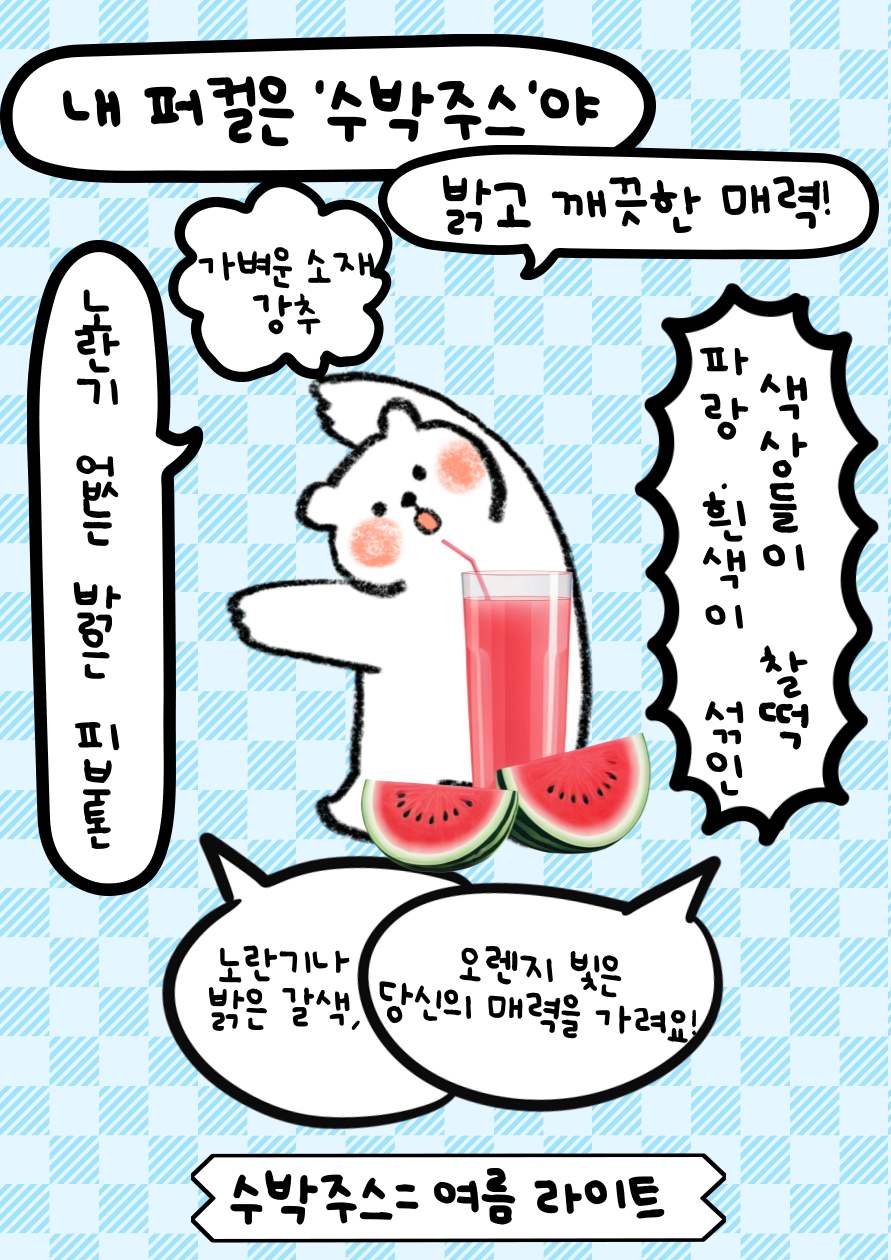 내 퍼컬은 '수박주스'야
밝고 깨끗한 매력!
가벼운 소재
강추
노란기 없는 밝은 피부톤
파랑 흰색이 섞인
색상들이 찰떡
노란기나
밝은 갈색,
오렌지 빛은
당신의 매력을 가려요!
수박주스= 여름 라이트